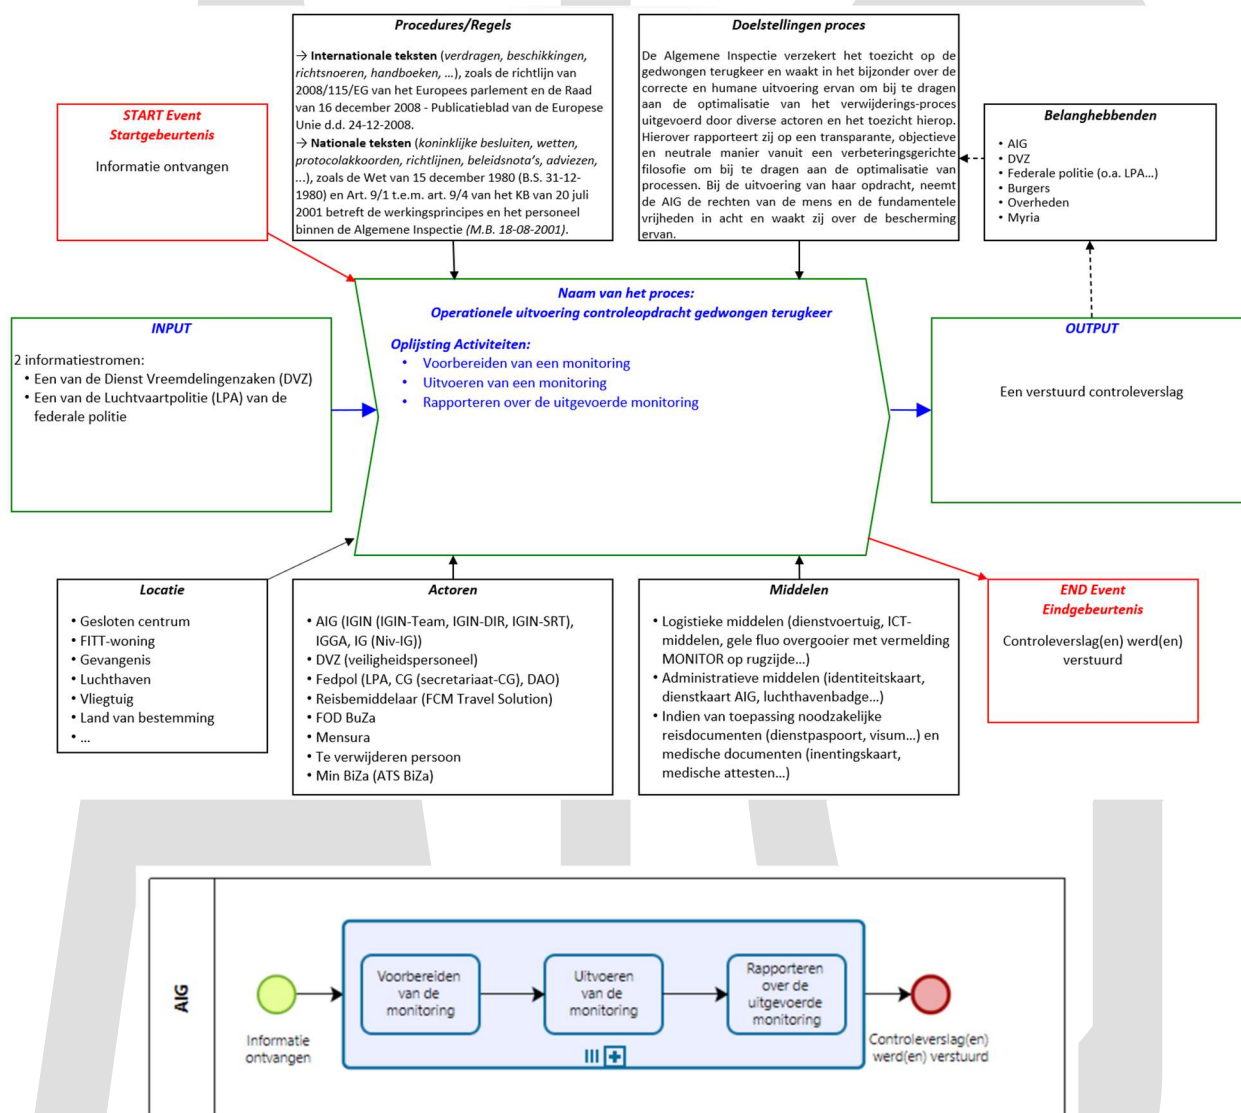 Procedures/Regels
→ Internationale teksten (verdragen, beschikkingen,
richtsnoeren, handboeken, …), zoals de richtlijn van
2008/115/EG van het Europees parlement en de Raad
van 16 december 2008 - Publicatieblad van de Europese
Unie d.d. 24-12-2008.
→ Nationale teksten (koninklijke besluiten, wetten,
protocolakkoorden, richtlijnen, beleidsnota’s, adviezen,
…), zoals de Wet van 15 december 1980 (B.S. 31-12-
1980) en Art. 9/1 t.e.m. art. 9/4 van het KB van 20 juli
2001 betreft de werkingsprincipes en het personeel
binnen de Algemene Inspectie (M.B. 18-08-2001).
Doelstellingen proces
De Algemene Inspectie verzekert het toezicht op de
gedwongen terugkeer en waakt in het bijzonder over de
correcte en humane uitvoering ervan om bij te dragen
aan de optimalisatie van het verwijderings-proces
uitgevoerd door diverse actoren en het toezicht hierop.
Hierover rapporteert zij op een transparante, objectieve
en neutrale manier vanuit een verbeteringsgerichte
filosofie om bij te dragen aan de optimalisatie van
processen. Bij de uitvoering van haar opdracht, neemt
de AIG de rechten van de mens en de fundamentele
vrijheden in acht en waakt zij over de bescherming
ervan.
START Event
Startgebeurtenis
Informatie ontvangen
Belanghebbenden
• AIG
• DVZ
• Federale politie (o.a. LPA…)
• Burgers
• Overheden
• Myria
INPUT
2 informatiestromen:
• Een van de Dienst Vreemdelingenzaken (DVZ)
• Een van de Luchtvaartpolitie (LPA) van de
federale politie
Naam van het proces:
Operationele uitvoering controleopdracht gedwongen terugkeer
Oplijsting Activiteiten:
• Voorbereiden van een monitoring
• Uitvoeren van een monitoring
• Rapporteren over de uitgevoerde monitoring
OUTPUT
Een verstuurd controleverslag
Locatie
• Gesloten centrum
• FITT-woning
• Gevangenis
• Luchthaven
• Vliegtuig
• Land van bestemming
• …
Actoren
• AIG (IGIN (IGIN-Team, IGIN-DIR, IGIN-SRT),
IGGA, IG (Niv-IG))
• DVZ (veiligheidspersoneel)
• Fedpol (LPA, CG (secretariaat-CG), DAO)
• Reisbemiddelaar (FCM Travel Solution)
• FOD BuZa
• Mensura
• Te verwijderen persoon
• Min BiZa (ATS BiZa)
Middelen
• Logistieke middelen (dienstvoertuig, ICT-
middelen, gele fluo overgooier met vermelding
MONITOR op rugzijde…)
• Administratieve middelen (identiteitskaart,
dienstkaart AIG, luchthavenbadge…)
• Indien van toepassing noodzakelijke
reisdocumenten (dienstpaspoort, visum…) en
medische documenten (inentingskaart,
medische attesten…)
END Event
Eindgebeurtenis
Controleverslag(en) werd(en)
verstuurd
AIG
Informatie
ontvangen
Voorbereiden
van de
monitoring
Uitvoeren
van de
monitoring
Rapporteren
over de
uitgevoerde
monitoring
Controleverslag(en)
werd(en) verstuurd